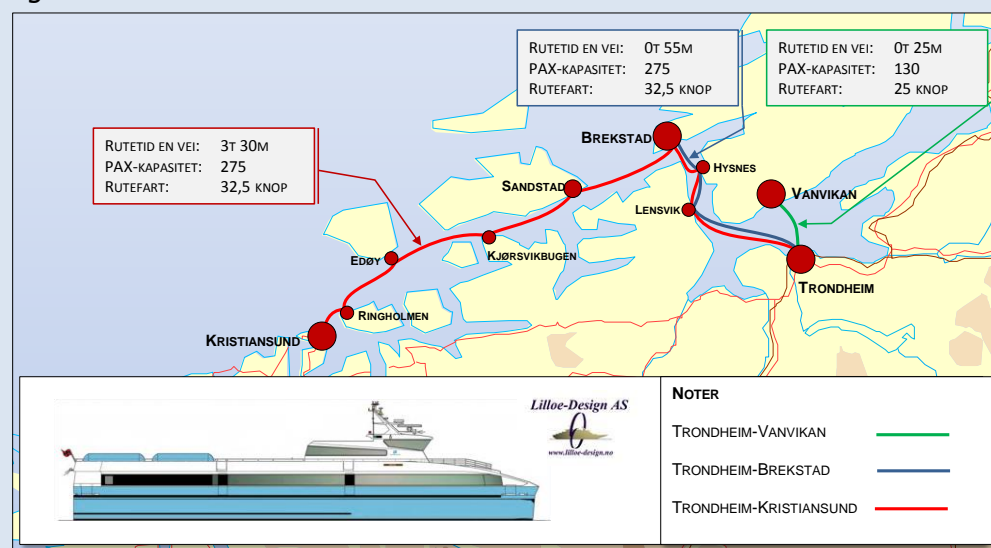 RUTETID EN VEI: 0T 55M
PAX-KAPASITET: 275
RUTEFART: 32,5 KNOP
RUTETID EN VEI: 0T 25M
PAX-KAPASITET: 130
RUTEFART: 25 KNOP
RUTETID EN VEI: 3T 30M
PAX-KAPASITET: 275
RUTEFART: 32,5 KNOP
BREKSTAD
HYSNES
SANDSTAD
VANVIKAN
LENSVIK
KJØRSVIKBUGEN
EDØY
TRONDHEIM
RINGHOLMEN
KRISTIANSUND
Lilloe-Design AS
www.lilloe-design.no
NOTER
TRONDHEIM-VANVIKAN
TRONDHEIM-BREKSTAD
TRONDHEIM-KRISTIANSUND